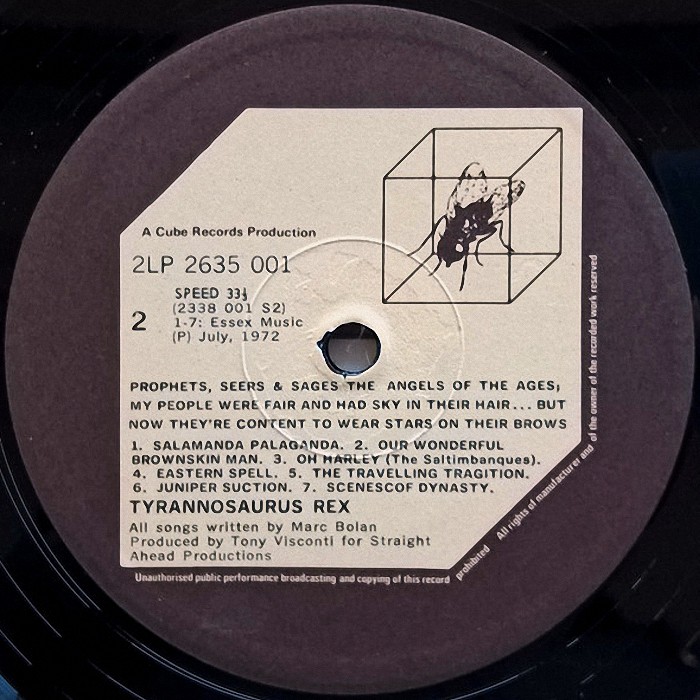 A Cube Records Production
2LP 2635 001
SPEED 33⅓
(2338 001 S2)
2
1-7: Essex Music
(P) July, 1972
PROPHETS, SEERS & SAGES THE ANGELS OF THE AGES,
MY PEOPLE WERE FAIR AND HAD SKY IN THEIR HAIR... BUT
NOW THEY'RE CONTENT TO WEAR STARS ON THEIR BROWS
1. SALAMANDA PALAGANDA. 2. OUR WONDERFUL
BROWNSKIN MAN. 3. OH HARLEY (The Saltimbanques).
4. EASTERN SPELL. 5. THE TRAVELLING TRAGITION.
6. JUNIPER SUCTION. 7. SCENESCOF DYNASTY.
TYRANNOSAURUS REX
All songs written by Marc Bolan
Produced by Tony Visconti for Straight
Ahead Productions
Unauthorised public performance broadcasting and copying of this record
prohibited All rights of manufacturer and
of the owner of the recorded work reserved